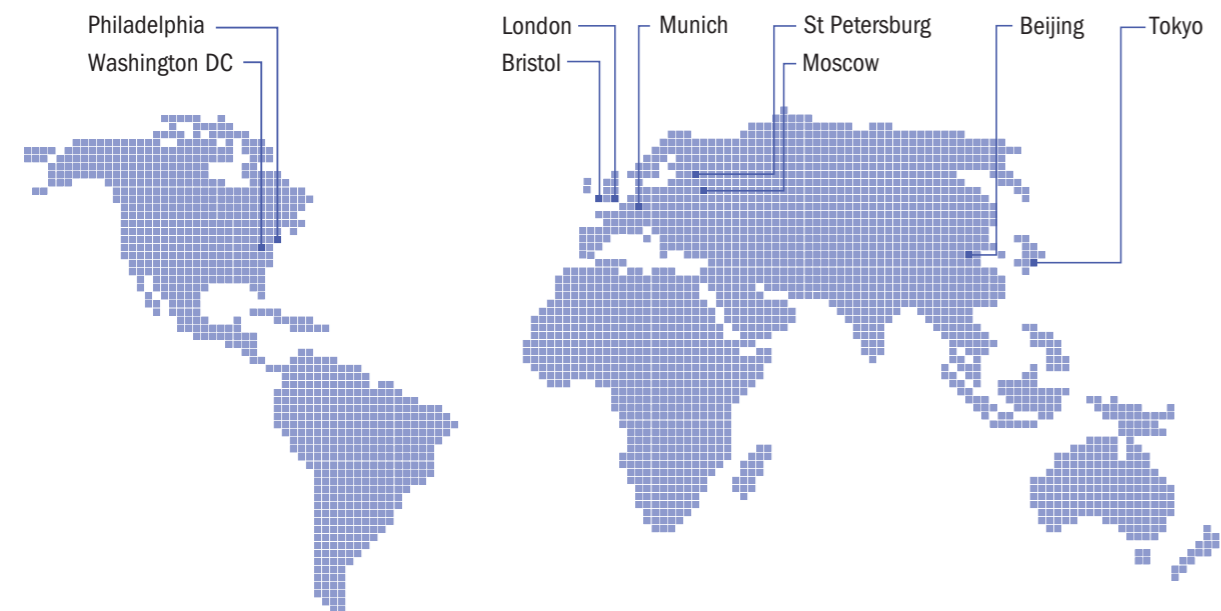 Philadelphia
Washington DC
London
Bristol
Munich
St Petersburg
Moscow
Beijing
Tokyo